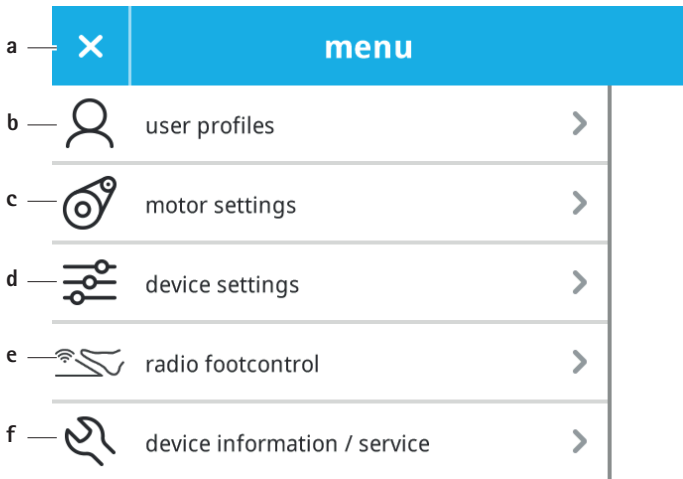 a menu
b user profiles
c motor settings
d device settings
e radio footcontrol
f device information / service